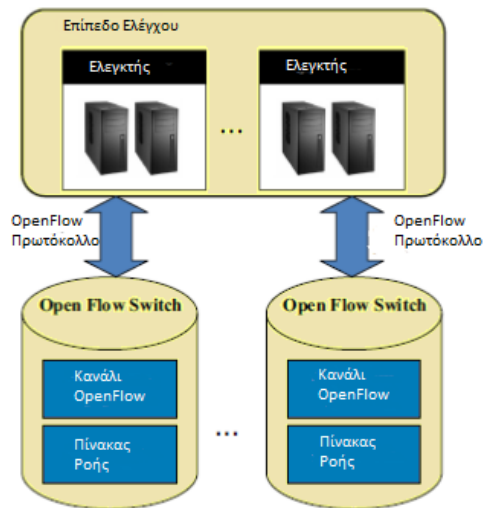 Επίπεδο Ελέγχου
Ελεγκτής
Ελεγκτής
...
OpenFlow
Πρωτόκολλο
OpenFlow
Πρωτόκολλο
Open Flow Switch
Open Flow Switch
Κανάλι
OpenFlow
Κανάλι
OpenFlow
Πίνακας
Ροής
...
Πίνακας
Ροής